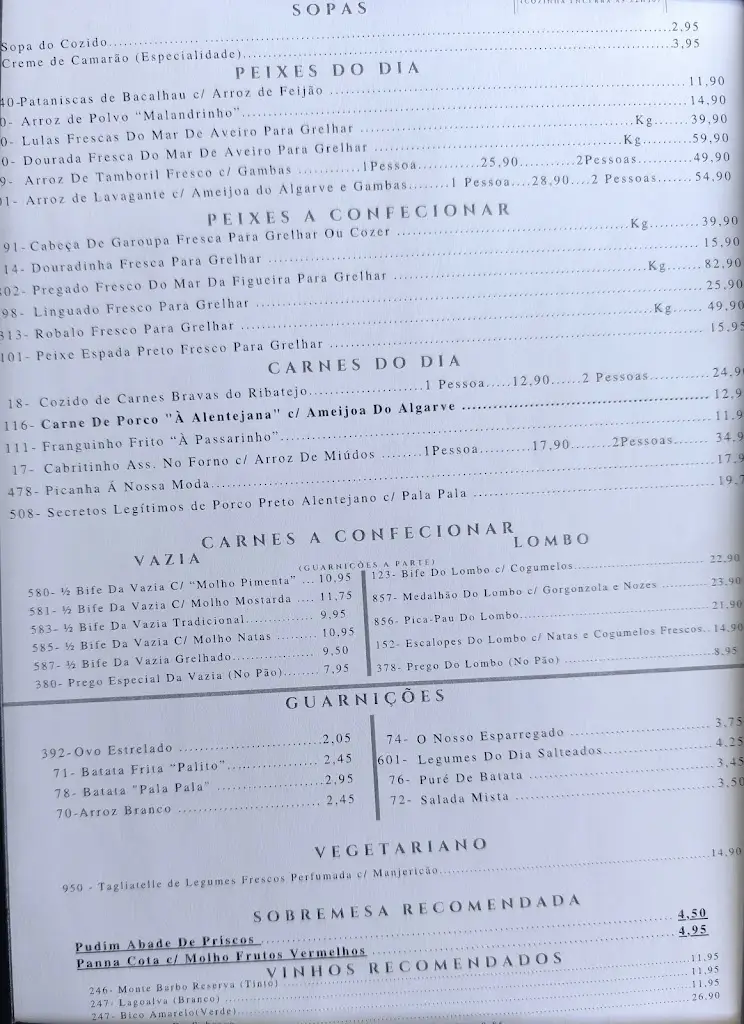 SOPAS
Sopa do Cozido 2,95
Creme de Camarão (Especialidade) 3,95
PEIXES DO DIA
40-Pataniscas de Bacalhau c/ Arroz de Feijão 11,90
0- Arroz de Polvo “Malandrinho” 14,90
0- Lulas Frescas Do Mar De Aveiro Para Grelhar Kg 39,90
0- Dourada Fresca Do Mar De Aveiro Para Grelhar Kg 59,90
9- Arroz De Tamboril Fresco c/ Gambas 1Pessoa 25,90 2Pessoas 49,90
01- Arroz de Lavagante c/ Ameijoa do Algarve e Gambas 1 Pessoa 28,90 2 Pessoas 54,90
PEIXES A CONFECIONAR
91-Cabeça De Garoupa Fresca Para Grelhar Ou Cozer Kg 39,90
14- Douradinha Fresca Para Grelhar 15,90
802- Pregado Fresco Do Mar Da Figueira Para Grelhar Kg 82,90
98- Linguado Fresco Para Grelhar 25,90
313- Robalo Fresco Para Grelhar Kg 49,90
101- Peixe Espada Preto Fresco Para Grelhar 15,95
CARNES DO DIA
18- Cozido de Carnes Bravas do Ribatejo 1 Pessoa 12,90 2 Pessoas 24,9
116- Carne De Porco "À Alentejana" c/ Ameijoa Do Algarve 12,9
111- Franguinho Frito “À Passarinho” 11,9
17- Cabritinho Ass. No Forno c/ Arroz De Miúdos 1Pessoa 17,90 2Pessoas 34,9
478- Picanha Á Nossa Moda 17,9
508- Secretos Legítimos de Porco Preto Alentejano c/ Pala Pala 19,7
CARNES A CONFECIONAR
(GUARNIÇÕES A PARTE)
VAZIA
580- ½ Bife Da Vazia C/ “Molho Pimenta” 10,95
581- ½ Bife Da Vazia C/ Molho Mostarda 11,75
583- ½ Bife Da Vazia Tradicional 9,95
585- ½ Bife Da Vazia C/ Molho Natas 10,95
587- ½ Bife Da Vazia Grelhado 9,50
380- Prego Especial Da Vazia (No Pão) 7,95
LOMBO
123- Bife Do Lombo c/ Cogumelos 22,90
857- Medalhão Do Lombo c/ Gorgonzola e Nozes 23,90
856- Pica-Pau Do Lombo 21,90
152- Escalopes Do Lombo c/ Natas e Cogumelos Frescos 14,90
378- Prego Do Lombo (No Pão) 8,95
GUARNIÇÕES
392-Ovo Estrelado 2,05
71- Batata Frita “Palito” 2,45
78- Batata "Pala Pala" 2,95
70-Arroz Branco 2,45
74- O Nosso Esparregado 3,75
601- Legumes Do Dia Salteados 4,25
76- Puré De Batata 3,45
72- Salada Mista 3,50
VEGETARIANO
950 - Tagliatelle de Legumes Frescos Perfumada c/ Manjericão 14,90
SOBREMESA RECOMENDADA
Pudim Abade De Priscos 4,50
Panna Cota c/ Molho Frutos Vermelhos 4,95
VINHOS RECOMENDADOS
246- Monte Barbo Reserva (Tinto) 11,95
247- Lagoalva (Branco) 11,95
247- Bico Amarelo(Verde) 11,95
26,90